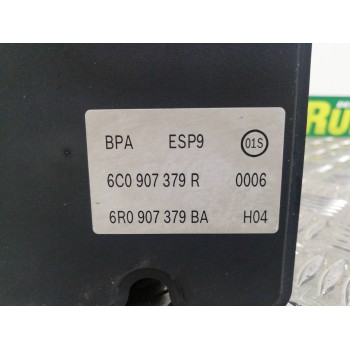 BPA ESP9 01S
6C0 907 379 R 0006
6R0 907 379 BA H04